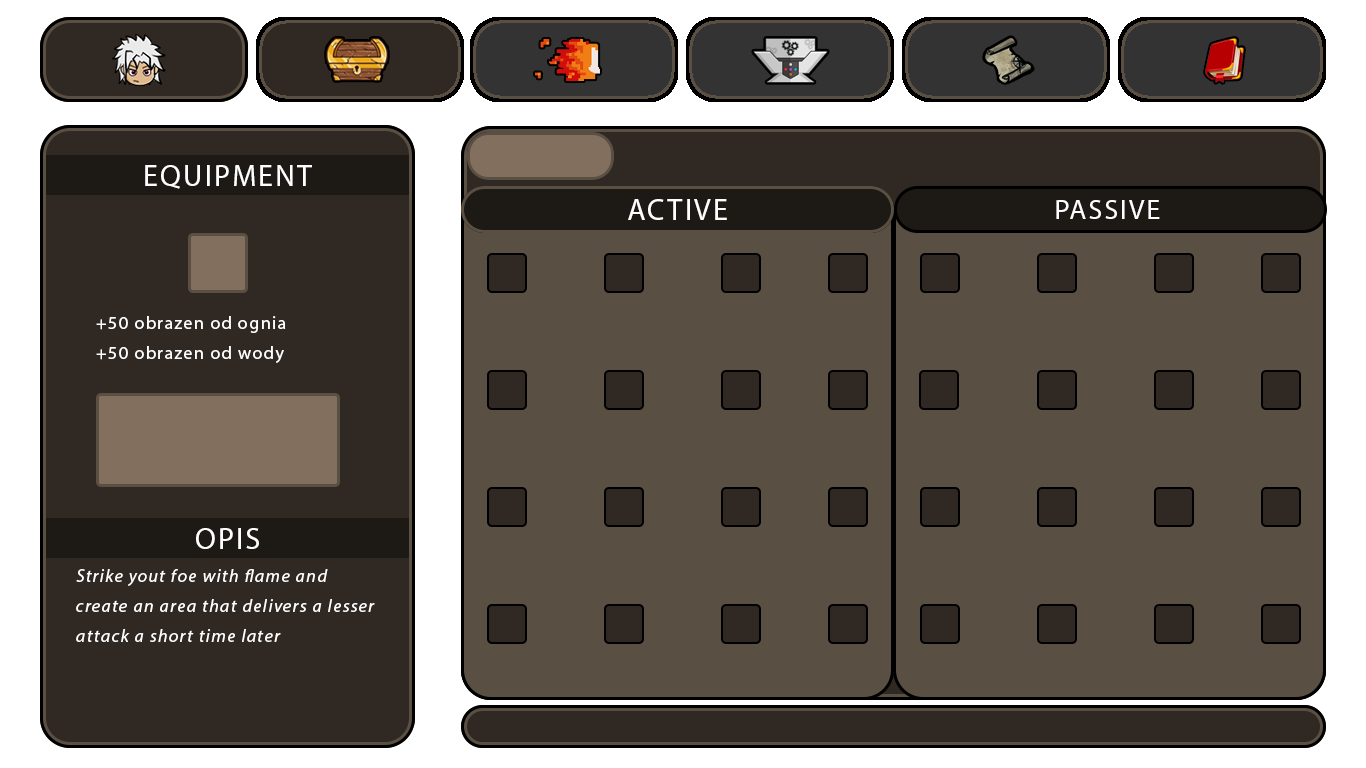 EQUIPMENT
+50 obrazen od ognia
+50 obrazen od wody
OPIS
Strike yout foe with flame and
create an area that delivers a lesser
attack a short time later
ACTIVE
PASSIVE